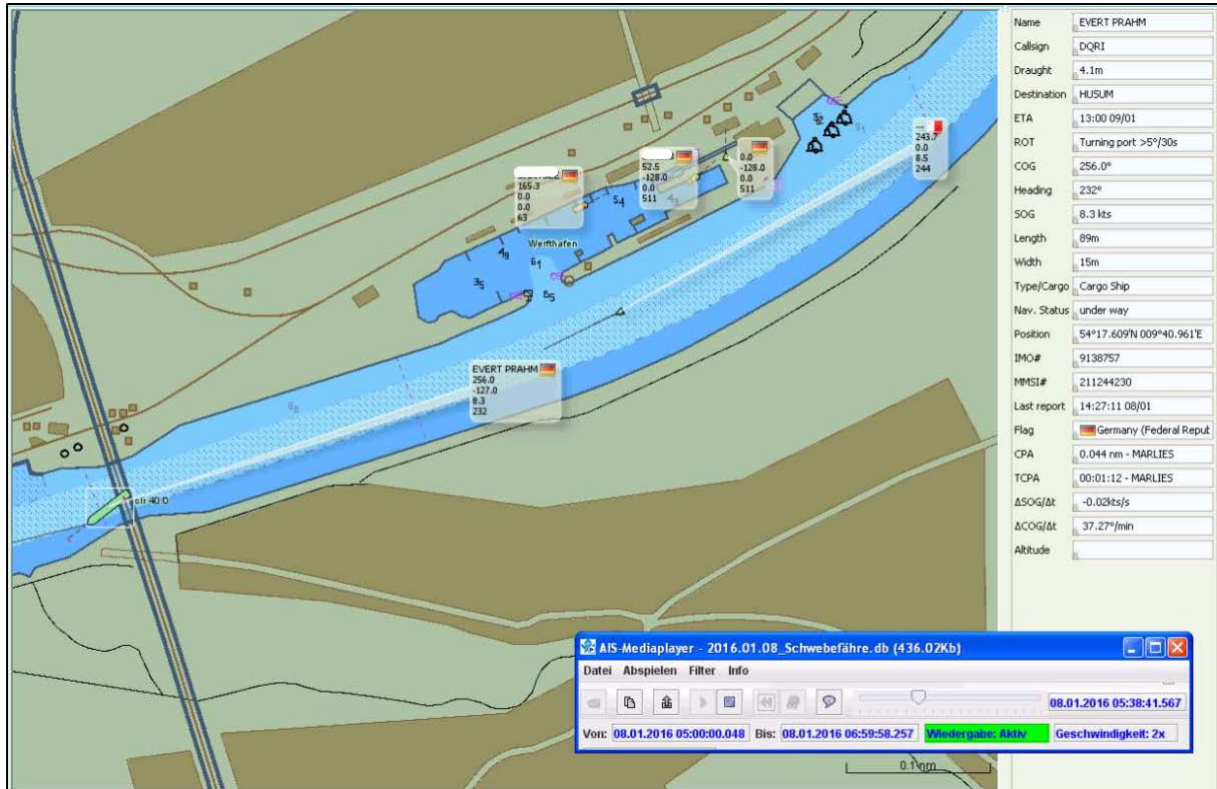 Name EVERT PRAHM
Callsign DQRI
Draught 4.1m
Destination HUSUM
ETA 13:00 09/01
ROT Turning port >5°/30s
COG 256.0°
Heading 232°
SOG 8.3 kts
Length 89m
Width 15m
Type/Cargo Cargo Ship
Nav. Status under way
Position 54°17.609'N 009°40.961'E
IMO# 9138757
MMSI# 211244230
Last report 14:27:11 08/01
Flag Germany (Federal Reput
CPA 0.044 nm - MARLIES
TCPA 00:01:12 - MARLIES
ΔSOG/Δt -0.02kts/s
ΔCOG/Δt 37.27°/min
Altitude
243.7
0.0
8.5
244
0.0
-128.0
0.0
511
52.5
-128.0
0.0
511
165.3
0.0
0.0
63
54
Werfthafen
49
61
35
55
EVERT PRAHM
256.0
-127.0
8.3
232
clr 40.0
AIS-Mediaplayer - 2016.01.08_Schwebefähre.db (436.02Kb)
Datei Abspielen Filter Info
08.01.2016 05:38:41.567
Von: 08.01.2016 05:00:00.048 Bis: 08.01.2016 06:59:58.257 Wiedergabe: Aktiv Geschwindigkeit: 2x
0.1 nm